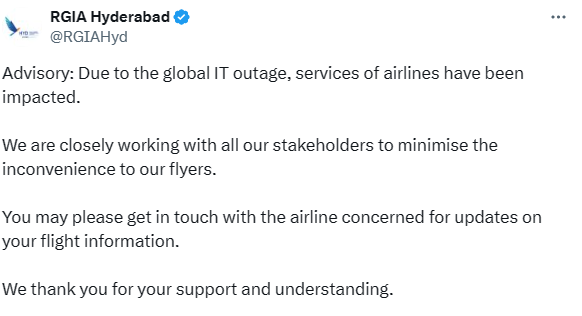 RGIA Hyderabad
@RGIAHyd
Advisory: Due to the global IT outage, services of airlines have been
impacted.
We are closely working with all our stakeholders to minimise the
inconvenience to our flyers.
You may please get in touch with the airline concerned for updates on
your flight information.
We thank you for your support and understanding.